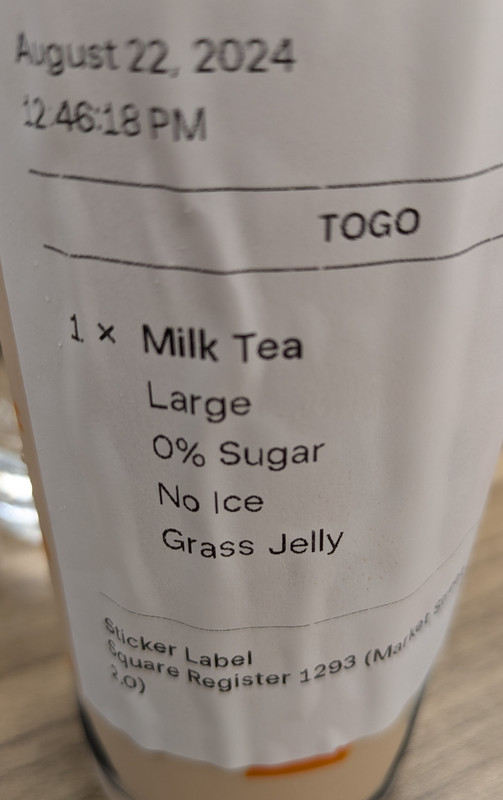 August 22, 2024
12:46:18 PM
TOGO
1 × Milk Tea
Large
0% Sugar
No Ice
Grass Jelly
Sticker Label
Square Register 1293 (Market
2.0)